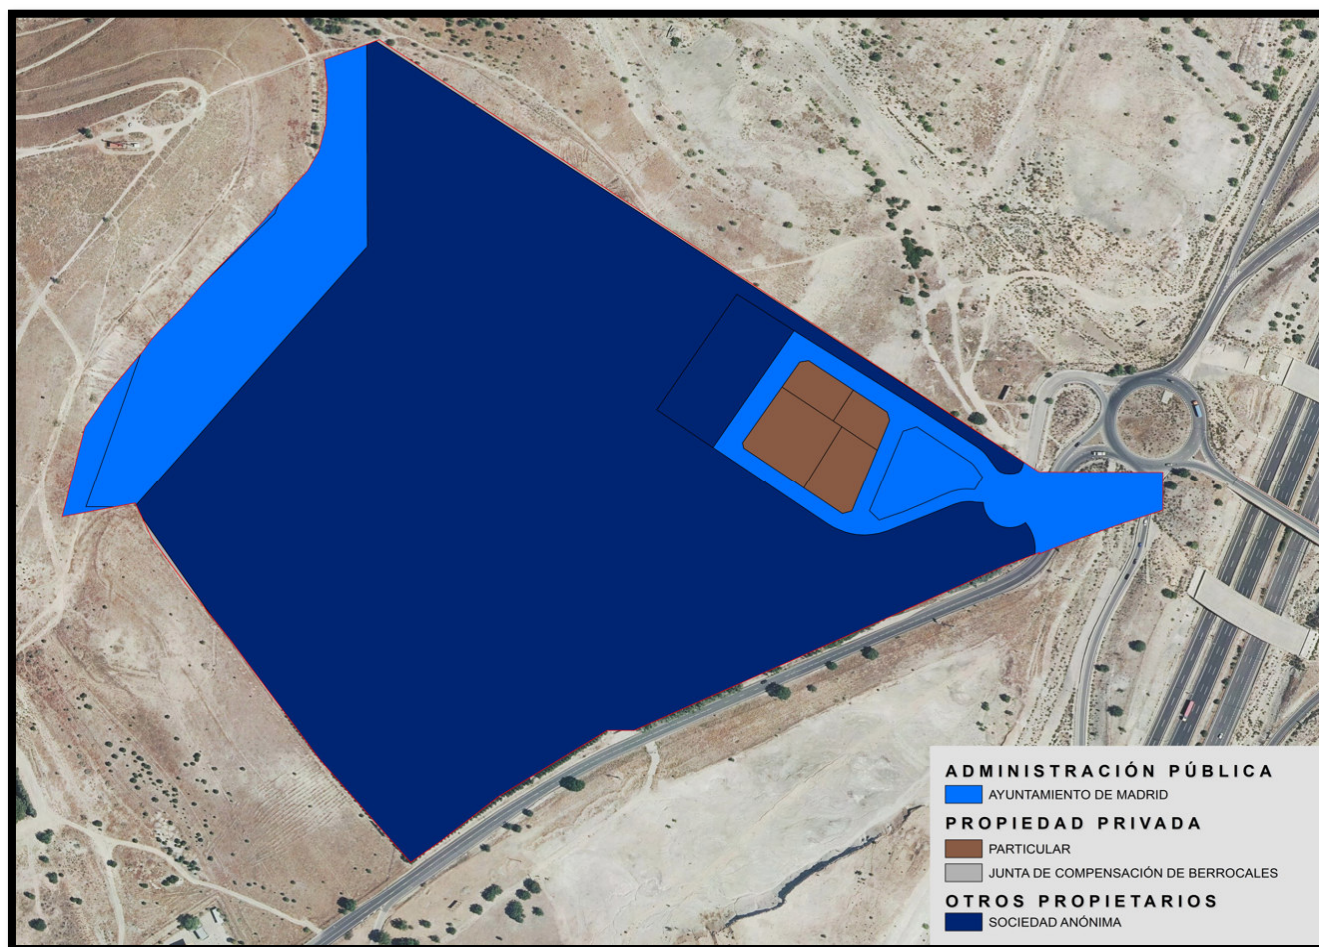 ADMINISTRACIÓN PÚBLICA
AYUNTAMIENTO DE MADRID
PROPIEDAD PRIVADA
PARTICULAR
JUNTA DE COMPENSACIÓN DE BERROCALES
OTROS PROPIETARIOS
SOCIEDAD ANÓNIMA